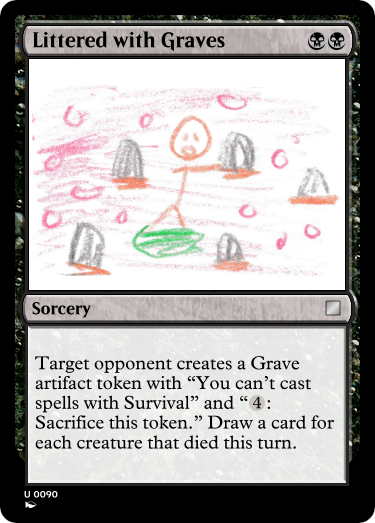 Littered with Graves
Sorcery
Target opponent creates a Grave
artifact token with “You can’t cast
spells with Survival” and “4:
Sacrifice this token.” Draw a card for
each creature that died this turn.
U 0090